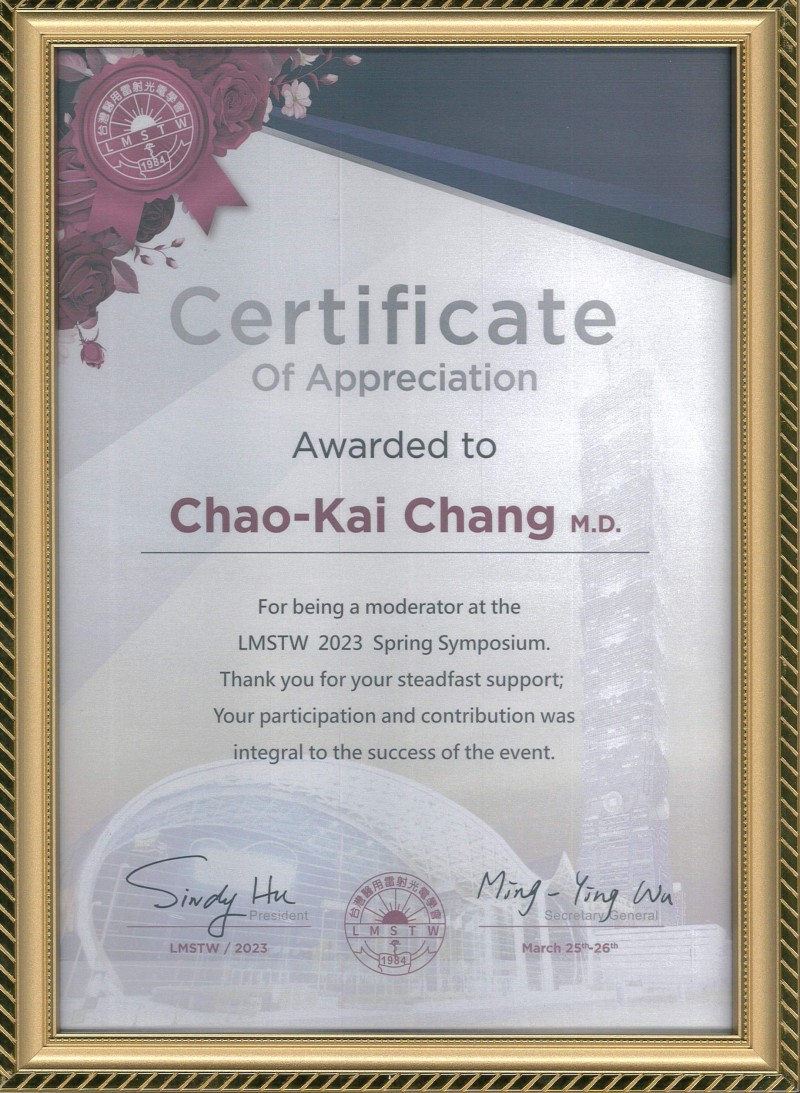 台灣醫用雷射光電學會
LMSTW
1984
Certificate
Of Appreciation
Awarded to
Chao-Kai Chang M.D.
For being a moderator at the
LMSTW 2023 Spring Symposium.
Thank you for your steadfast support;
Your participation and contribution was
integral to the success of the event.
Sindy Hu
President
LMSTW / 2023
台灣醫用雷射光電學會
LMSTW
1984
Ming-Ying Wu
Secretary General
March 25th-26th